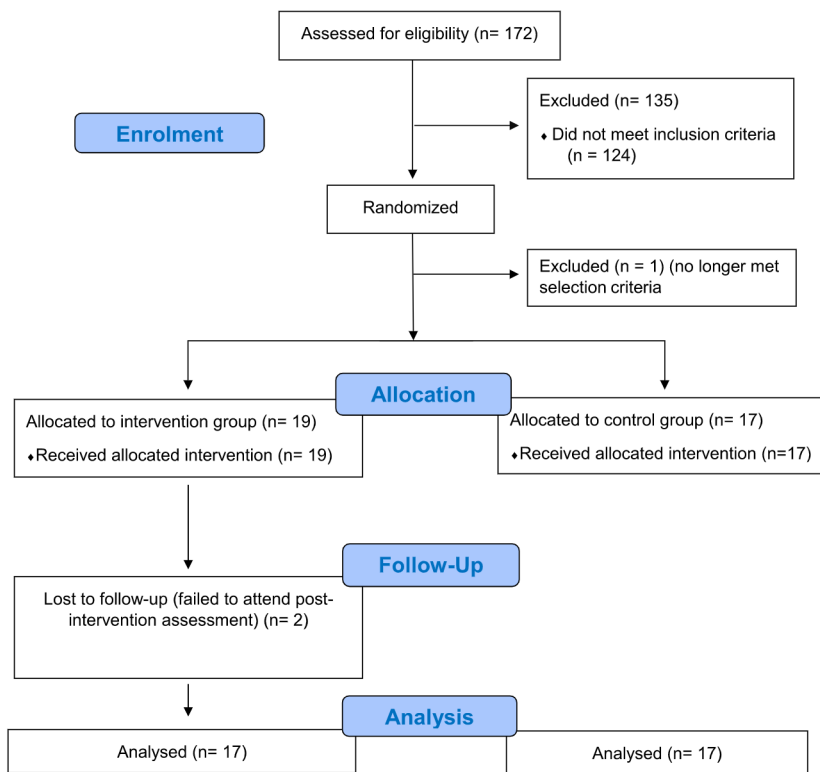 Assessed for eligibility (n= 172)
Excluded (n= 135)
♦ Did not meet inclusion criteria
(n = 124)
Enrolment
Randomized
Excluded (n = 1) (no longer met
selection criteria
Allocation
Allocated to intervention group (n= 19)
♦Received allocated intervention (n= 19)
Allocated to control group (n= 17)
♦Received allocated intervention (n=17)
Follow-Up
Lost to follow-up (failed to attend post-
intervention assessment) (n= 2)
Analysis
Analysed (n= 17)
Analysed (n= 17)